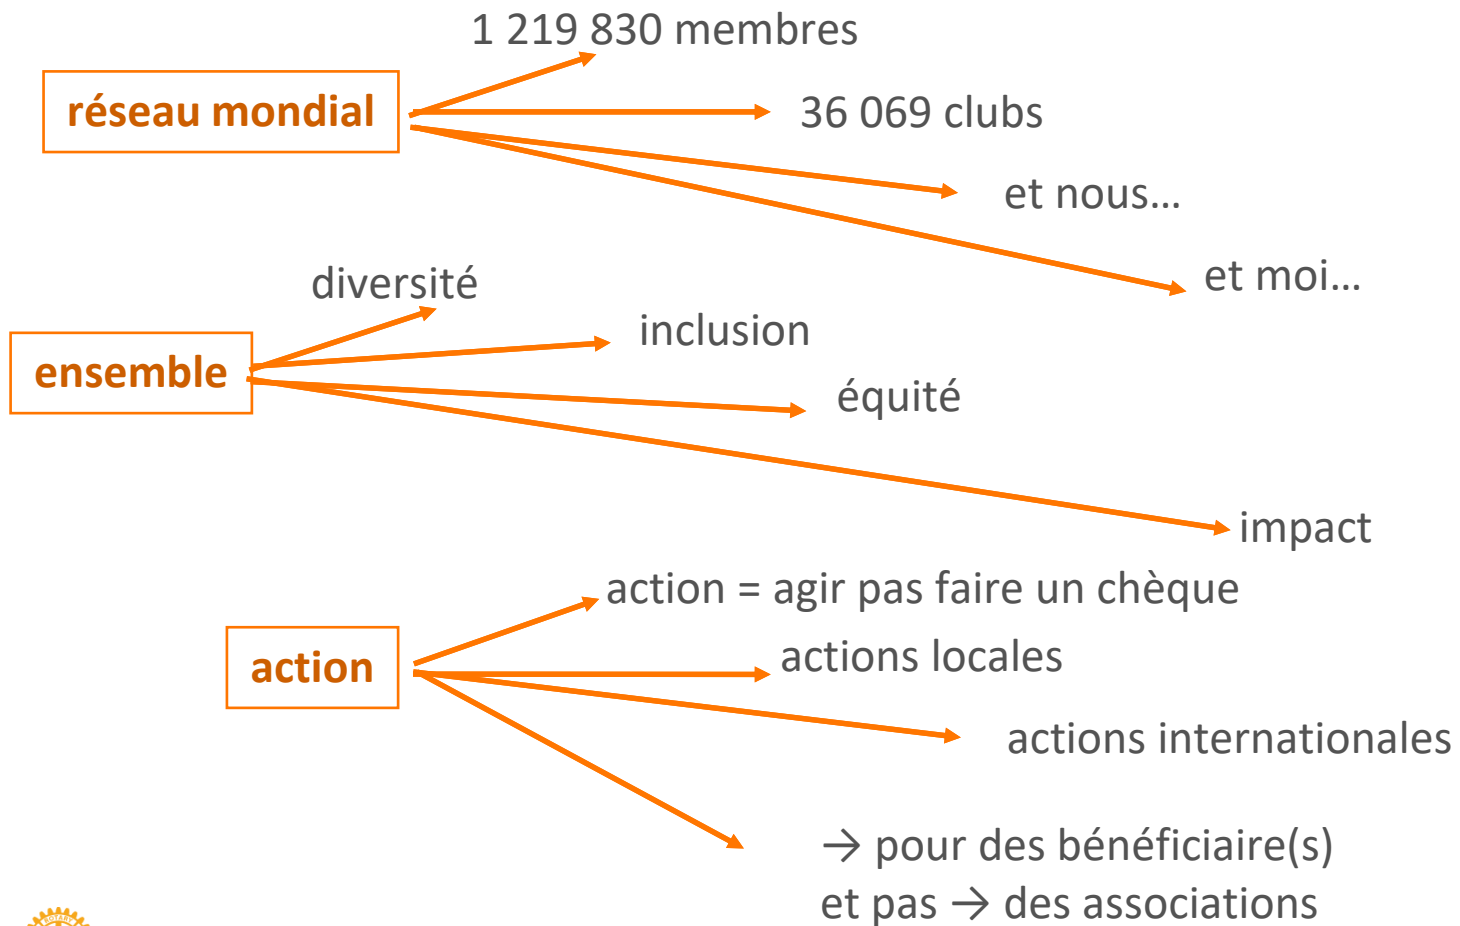 1 219 830 membres
réseau mondial
36 069 clubs
et nous...
et moi...
diversité
inclusion
ensemble
équité
impact
action = agir pas faire un chèque
actions locales
action
actions internationales
→ pour des bénéficiaire(s)
et pas → des associations
ROTARY